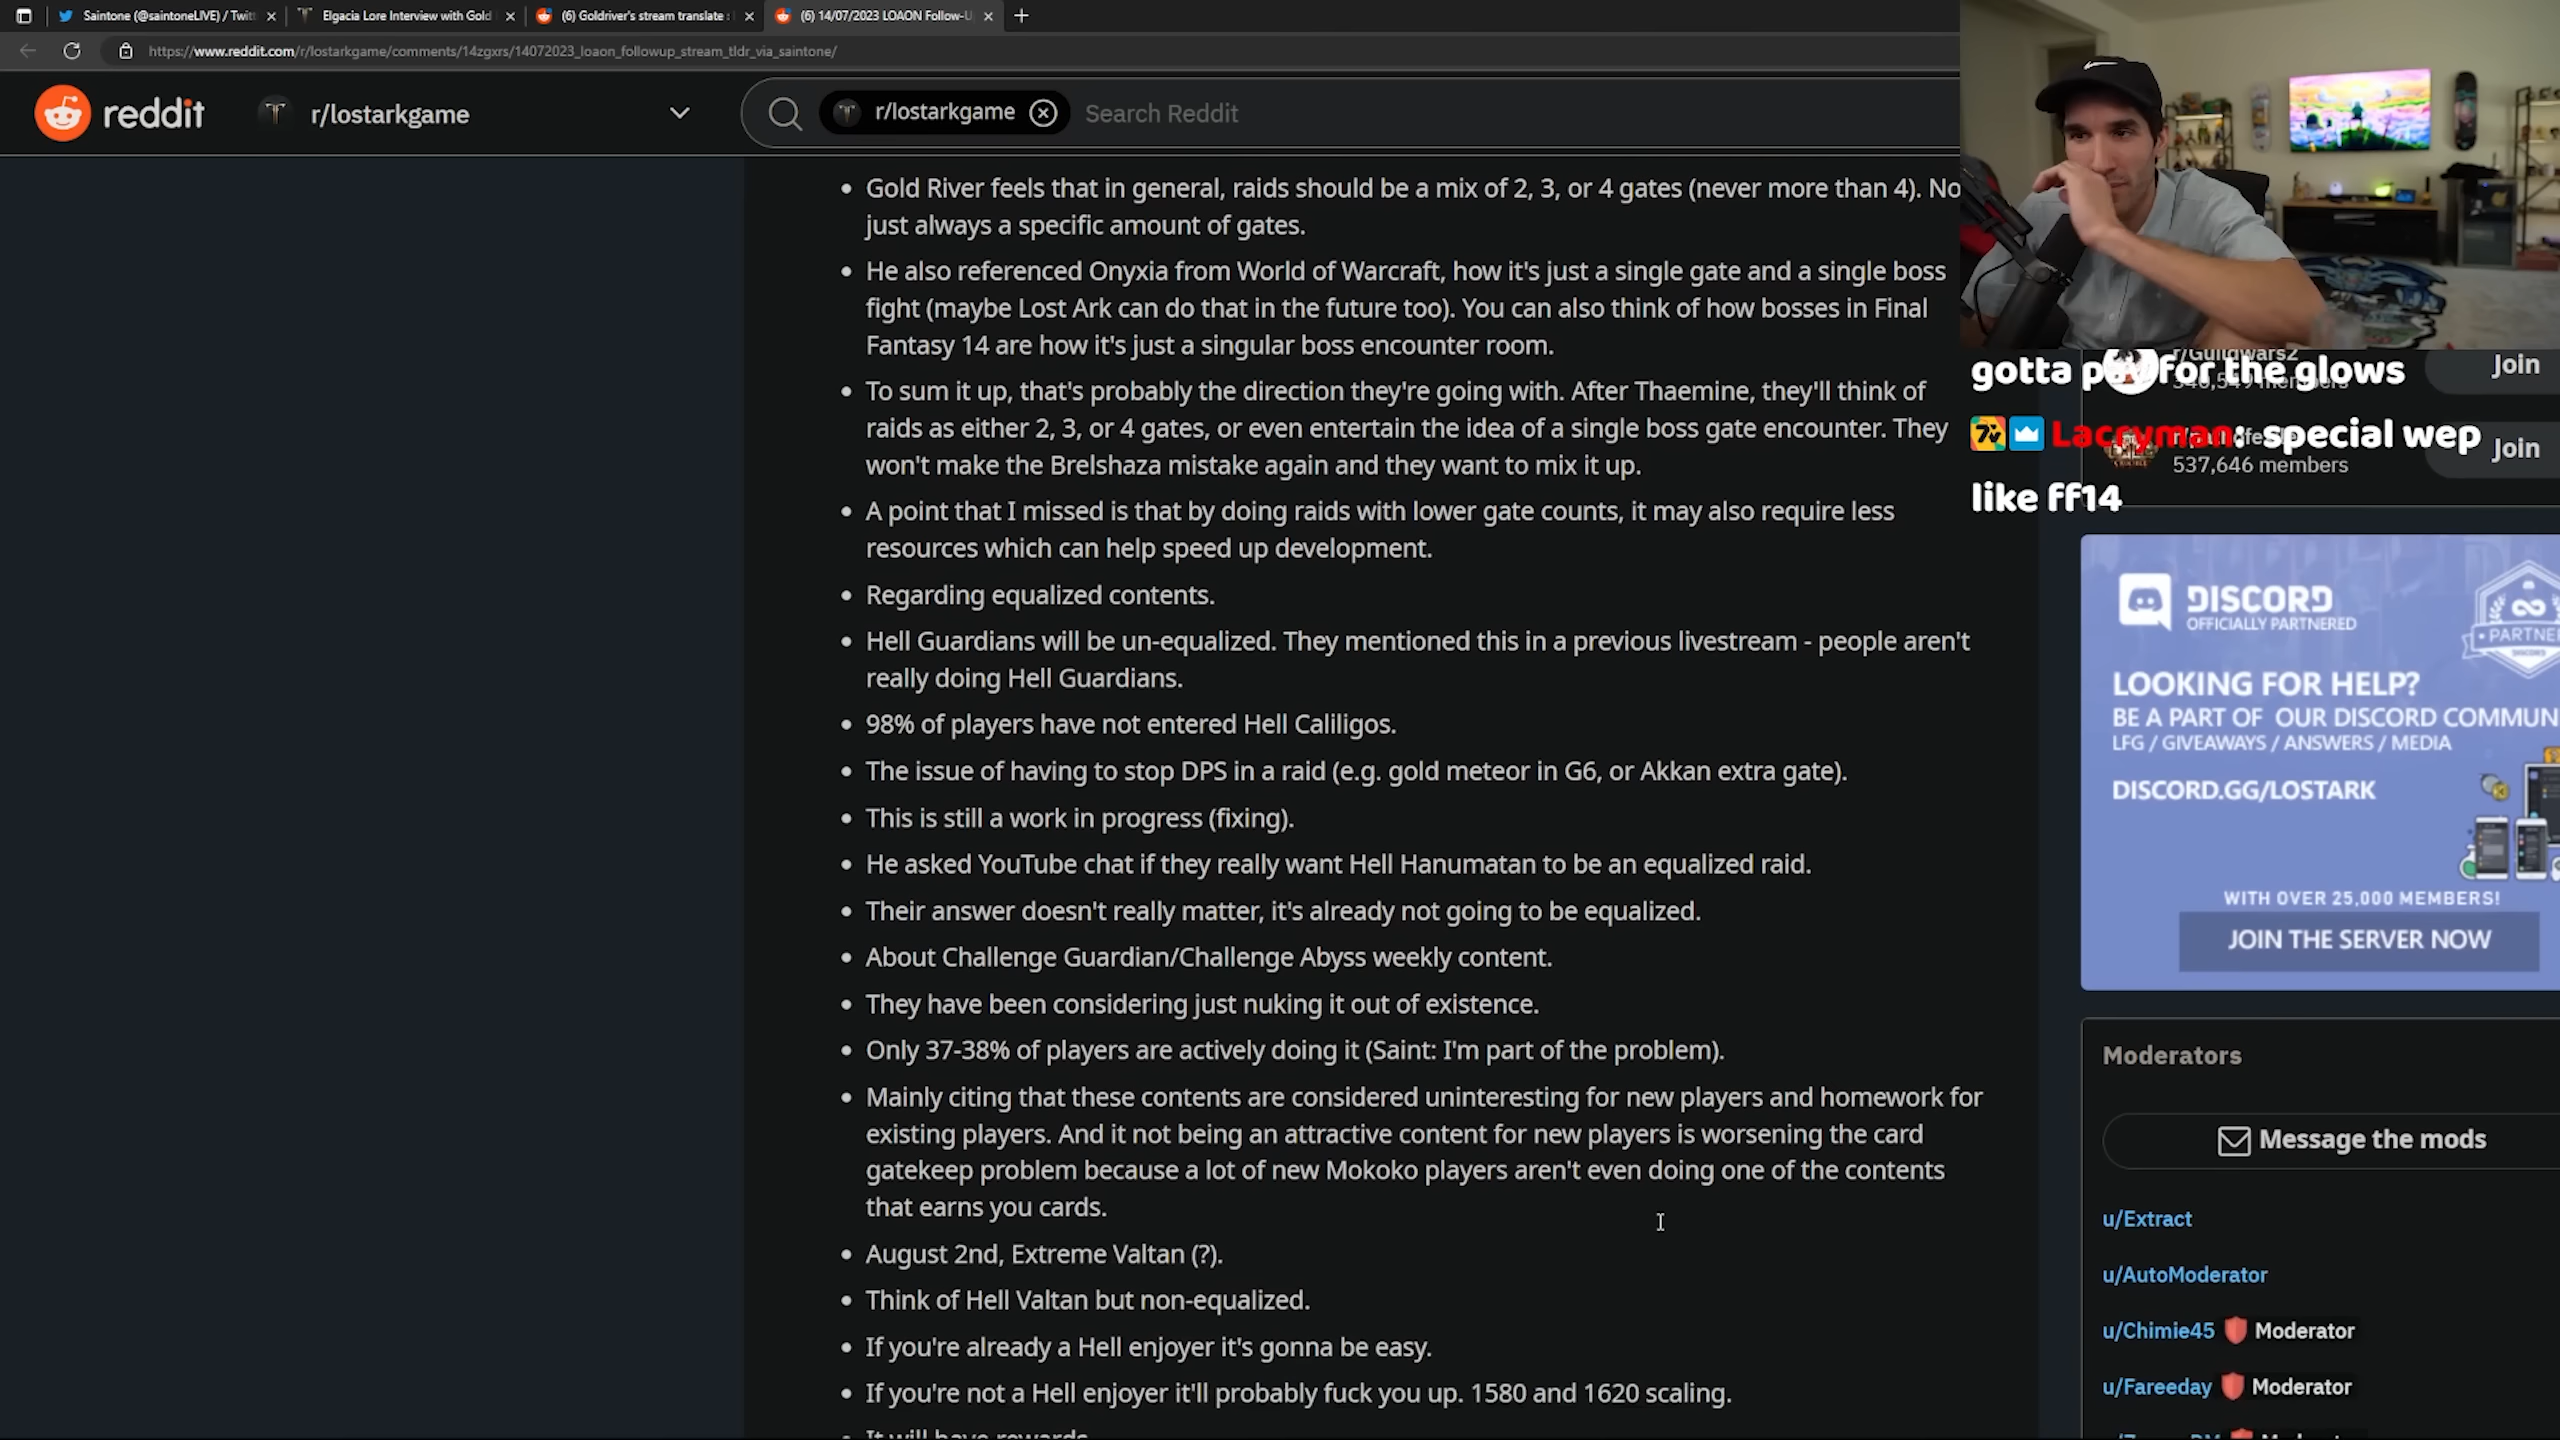 Saintone (@saintoneLIVE) / Twitt
Elgacia Lore Interview with Gold
(6) Goldriver's stream translate :
(6) 14/07/2023 LOAON Follow-U
https://www.reddit.com/r/lostarkgame/comments/14zgxrs/14072023_loaon_followup_stream_tldr_via_saintone/
reddit
r/lostarkgame
r/lostarkgame
Search Reddit
• Gold River feels that in general, raids should be a mix of 2, 3, or 4 gates (never more than 4). No
just always a specific amount of gates.
• He also referenced Onyxia from World of Warcraft, how it's just a single gate and a single boss
fight (maybe Lost Ark can do that in the future too). You can also think of how bosses in Final
Fantasy 14 are how it's just a singular boss encounter room.
• To sum it up, that's probably the direction they're going with. After Thaemine, they'll think of
raids as either 2, 3, or 4 gates, or even entertain the idea of a single boss gate encounter. They
won't make the Brelshaza mistake again and they want to mix it up.
• A point that I missed is that by doing raids with lower gate counts, it may also require less
resources which can help speed up development.
• Regarding equalized contents.
• Hell Guardians will be un-equalized. They mentioned this in a previous livestream - people aren't
really doing Hell Guardians.
• 98% of players have not entered Hell Caliligos.
• The issue of having to stop DPS in a raid (e.g. gold meteor in G6, or Akkan extra gate).
• This is still a work in progress (fixing).
• He asked YouTube chat if they really want Hell Hanumatan to be an equalized raid.
• Their answer doesn't really matter, it's already not going to be equalized.
• About Challenge Guardian/Challenge Abyss weekly content.
• They have been considering just nuking it out of existence.
• Only 37-38% of players are actively doing it (Saint: I'm part of the problem).
• Mainly citing that these contents are considered uninteresting for new players and homework for
existing players. And it not being an attractive content for new players is worsening the card
gatekeep problem because a lot of new Mokoko players aren't even doing one of the contents
that earns you cards.
• August 2nd, Extreme Valtan (?).
• Think of Hell Valtan but non-equalized.
• If you're already a Hell enjoyer it's gonna be easy.
• If you're not a Hell enjoyer it'll probably fuck you up. 1580 and 1620 scaling.
• It will have rewards
r/Guildwars2
Join
gotta pay for the glows
Lacryman: special wep
like ff14
537,646 members
Join
DISCORD
OFFICIALLY PARTNERED
PARTNE
LOOKING FOR HELP?
BE A PART OF OUR DISCORD COMMUN
LFG / GIVEAWAYS / ANSWERS / MEDIA
DISCORD.GG/LOSTARK
WITH OVER 25,000 MEMBERS!
JOIN THE SERVER NOW
Moderators
Message the mods
u/Extract
u/AutoModerator
u/Chimie45 Moderator
u/Fareeday Moderator